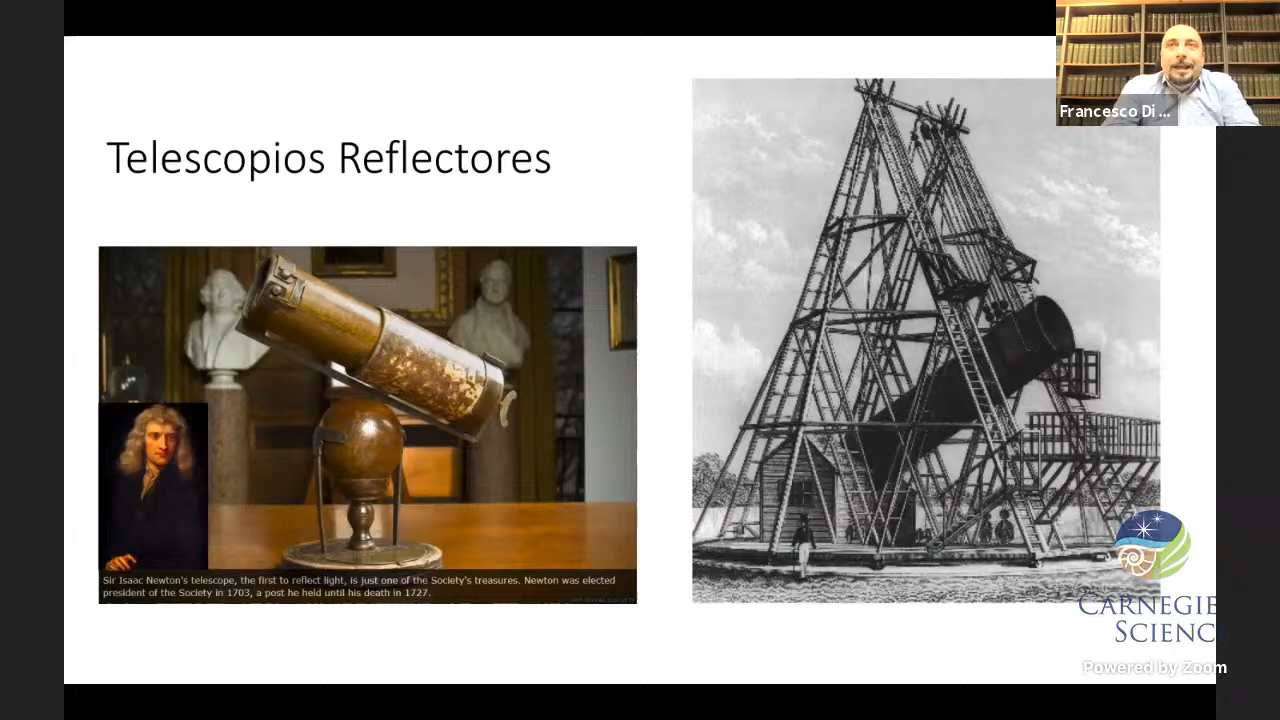 Francesco Di ...
Telescopios Reflectores
Sir Isaac Newton's telescope, the first to reflect light, is just one of the Society's treasures. Newton was elected
president of the Society in 1703, a post he held until his death in 1727.
CARNEGIE
SCIENCE
Powered by Zoom